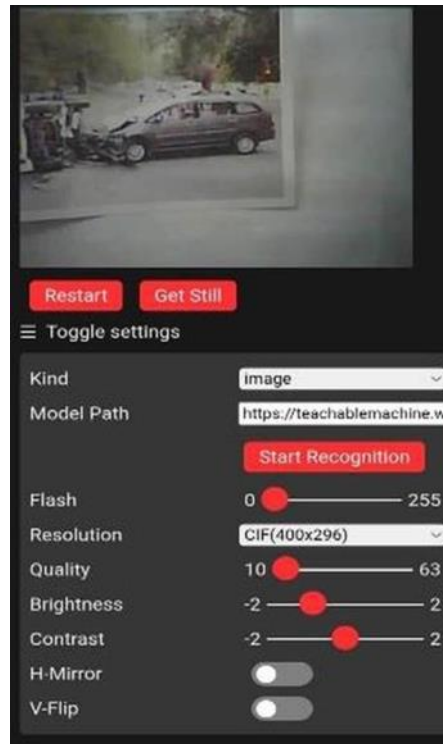 Restart Get Still
☰ Toggle settings
Kind image
Model Path https://teachablemachine.w
Start Recognition
Flash 0 255
Resolution CIF(400x296)
Quality 10 63
Brightness -2 2
Contrast -2 2
H-Mirror
V-Flip